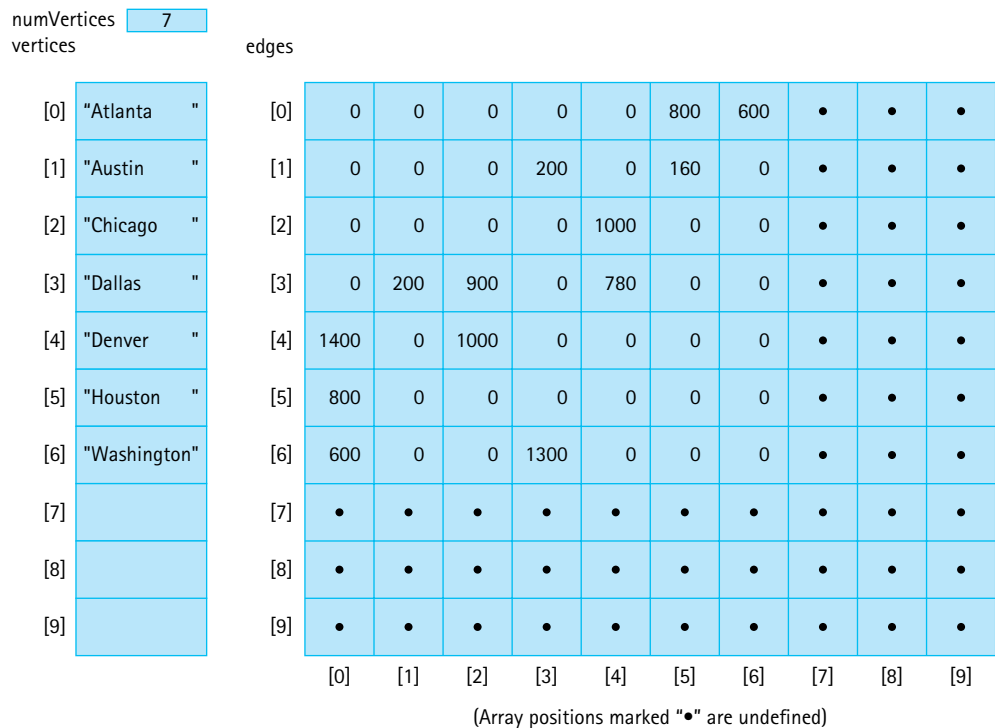 numVertices 7
vertices edges
[0] “Atlanta " [0] 0 0 0 0 0 800 600 • • •
[1] "Austin " [1] 0 0 0 200 0 160 0 • • •
[2] "Chicago " [2] 0 0 0 0 1000 0 0 • • •
[3] "Dallas " [3] 0 200 900 0 780 0 0 • • •
[4] "Denver " [4] 1400 0 1000 0 0 0 0 • • •
[5] "Houston " [5] 800 0 0 0 0 0 0 • • •
[6] "Washington" [6] 600 0 0 1300 0 0 0 • • •
[7] [7] • • • • • • • • • •
[8] [8] • • • • • • • • • •
[9] [9] • • • • • • • • • •
[0] [1] [2] [3] [4] [5] [6] [7] [8] [9]
(Array positions marked “•” are undefined)